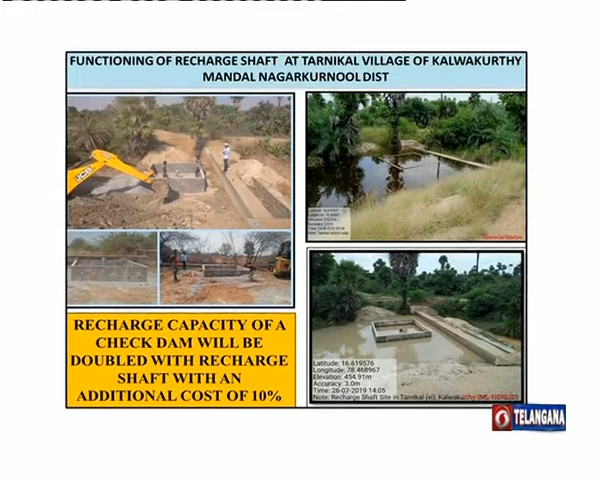 FUNCTIONING OF RECHARGE SHAFT AT TARNIKAL VILLAGE OF KALWAKURTHY
MANDAL NAGARKURNOOL DIST
JCB
RECHARGE CAPACITY OF A
CHECK DAM WILL BE
DOUBLED WITH RECHARGE
SHAFT WITH AN
ADDITIONAL COST OF 10%
Latitude: 16.619576
Longitude: 78.468967
Elevation: 454.91m
Accuracy: 3.0m
Time: 26-07-2019 14:05
Note: Recharge Shaft Site in Tarnikal (v), Kalwakurthy
TELANGANA